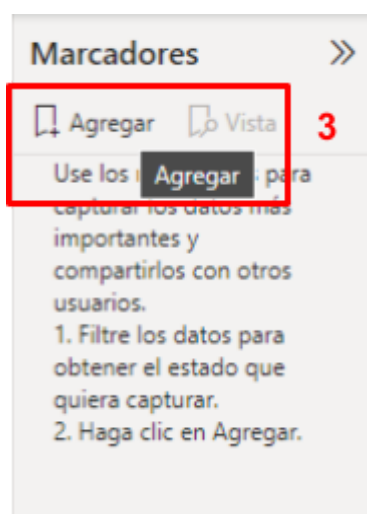 Marcadores
Agregar Vista 3
Use los para
Agregar
capturar los datos más
importantes y
compartirlos con otros
usuarios.
1. Filtre los datos para
obtener el estado que
quiera capturar.
2. Haga clic en Agregar.